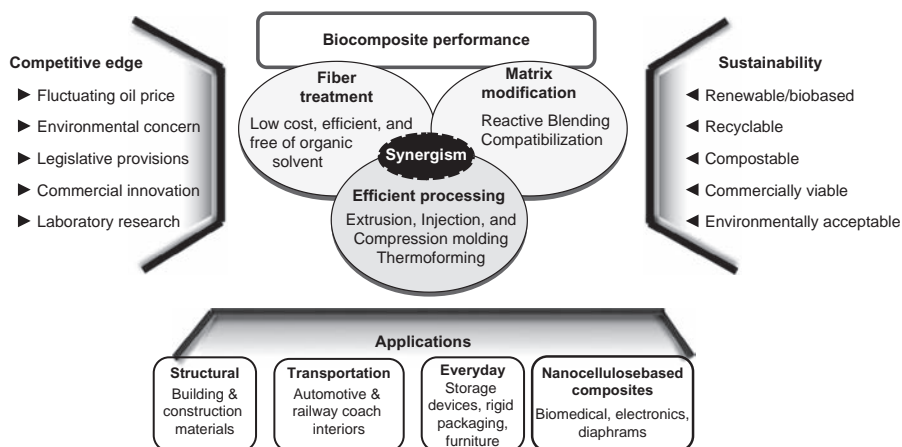 Biocomposite performance
Competitive edge
► Fluctuating oil price
► Environmental concern
► Legislative provisions
► Commercial innovation
► Laboratory research
Fiber
treatment
Low cost, efficient, and
free of organic
solvent
Matrix
modification
Reactive Blending
Compatibilization
Synergism
Efficient processing
Extrusion, Injection, and
Compression molding
Thermoforming
Sustainability
◄ Renewable/biobased
◄ Recyclable
◄ Compostable
◄ Commercially viable
◄ Environmentally acceptable
Applications
Structural
Building &
construction
materials
Transportation
Automotive &
railway coach
interiors
Everyday
Storage
devices, rigid
packaging,
furniture
Nanocellulosebased
composites
Biomedical, electronics,
diaphrams